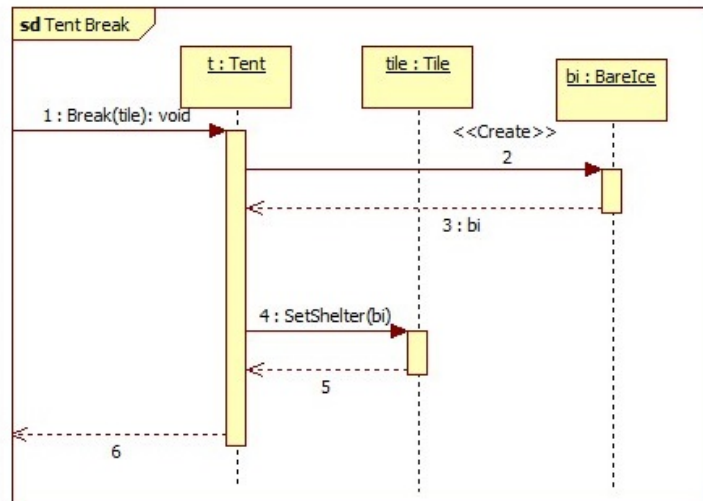 sd Tent Break
t : Tent
tile : Tile
bi : BareIce
1 : Break(tile): void
<<Create>>
2
3 : bi
4 : SetShelter(bi)
5
6